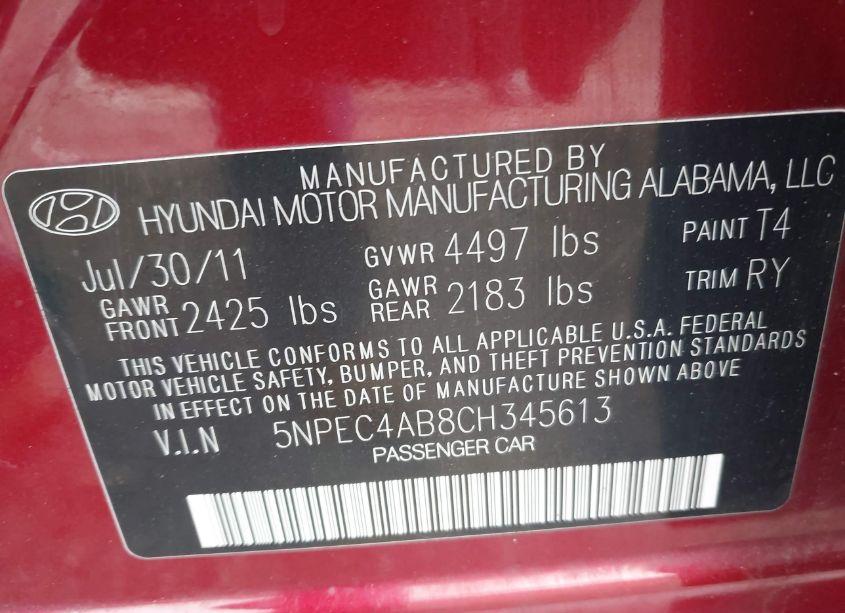 MANUFACTURED BY
HYUNDAI MOTOR MANUFACTURING ALABAMA, LLC
Jul/30/11 GVWR 4497 lbs PAINT T4
GAWR FRONT 2425 lbs GAWR REAR 2183 lbs TRIM RY
THIS VEHICLE CONFORMS TO ALL APPLICABLE U.S.A. FEDERAL
MOTOR VEHICLE SAFETY, BUMPER, AND THEFT PREVENTION STANDARDS
IN EFFECT ON THE DATE OF MANUFACTURE SHOWN ABOVE
V.I.N 5NPEC4AB8CH345613
PASSENGER CAR